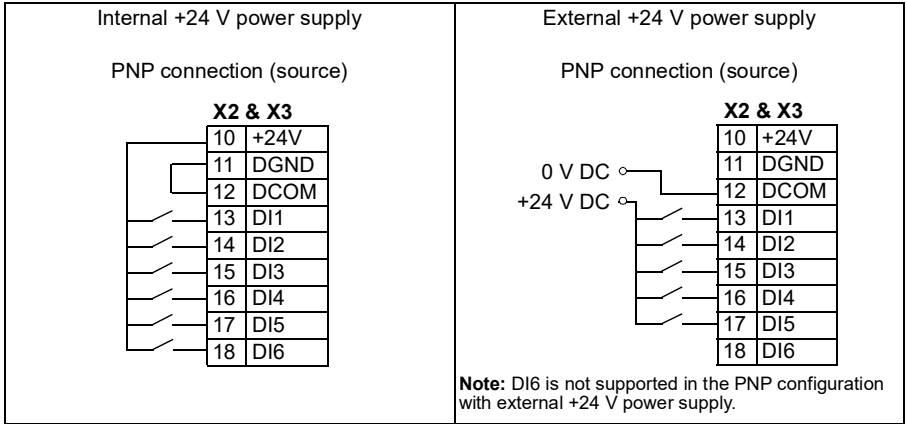 Internal +24 V power supply
PNP connection (source)
X2 & X3
10 +24V
11 DGND
12 DCOM
13 DI1
14 DI2
15 DI3
16 DI4
17 DI5
18 DI6
External +24 V power supply
PNP connection (source)
X2 & X3
10 +24V
11 DGND
0 V DC
12 DCOM
+24 V DC
13 DI1
14 DI2
15 DI3
16 DI4
17 DI5
18 DI6
Note: DI6 is not supported in the PNP configuration
with external +24 V power supply.